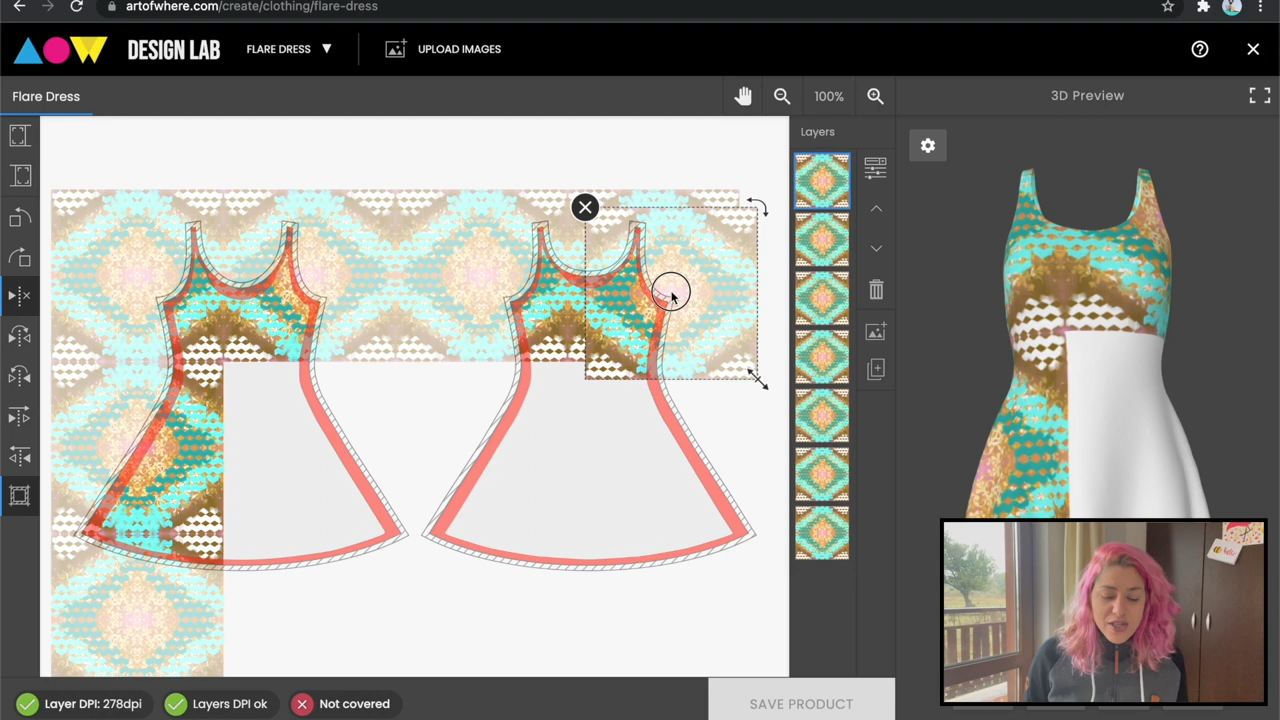 artofwhere.com/create/clothing/flare-dress
AOW DESIGN LAB FLARE DRESS UPLOAD IMAGES
Flare Dress 100% 3D Preview
Layers
Layer DPI: 278dpi Layers DPI ok Not covered SAVE PRODUCT